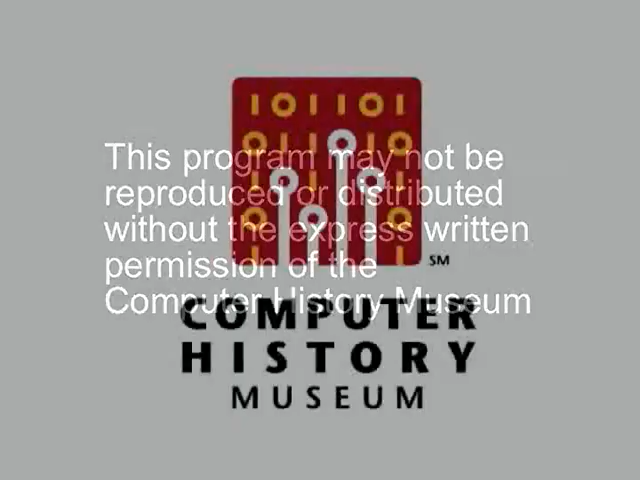 101101
This program may not be
reproduced or distributed
without the express written
permission of the
Computer History Museum
SM
COMPUTER
HISTORY
MUSEUM